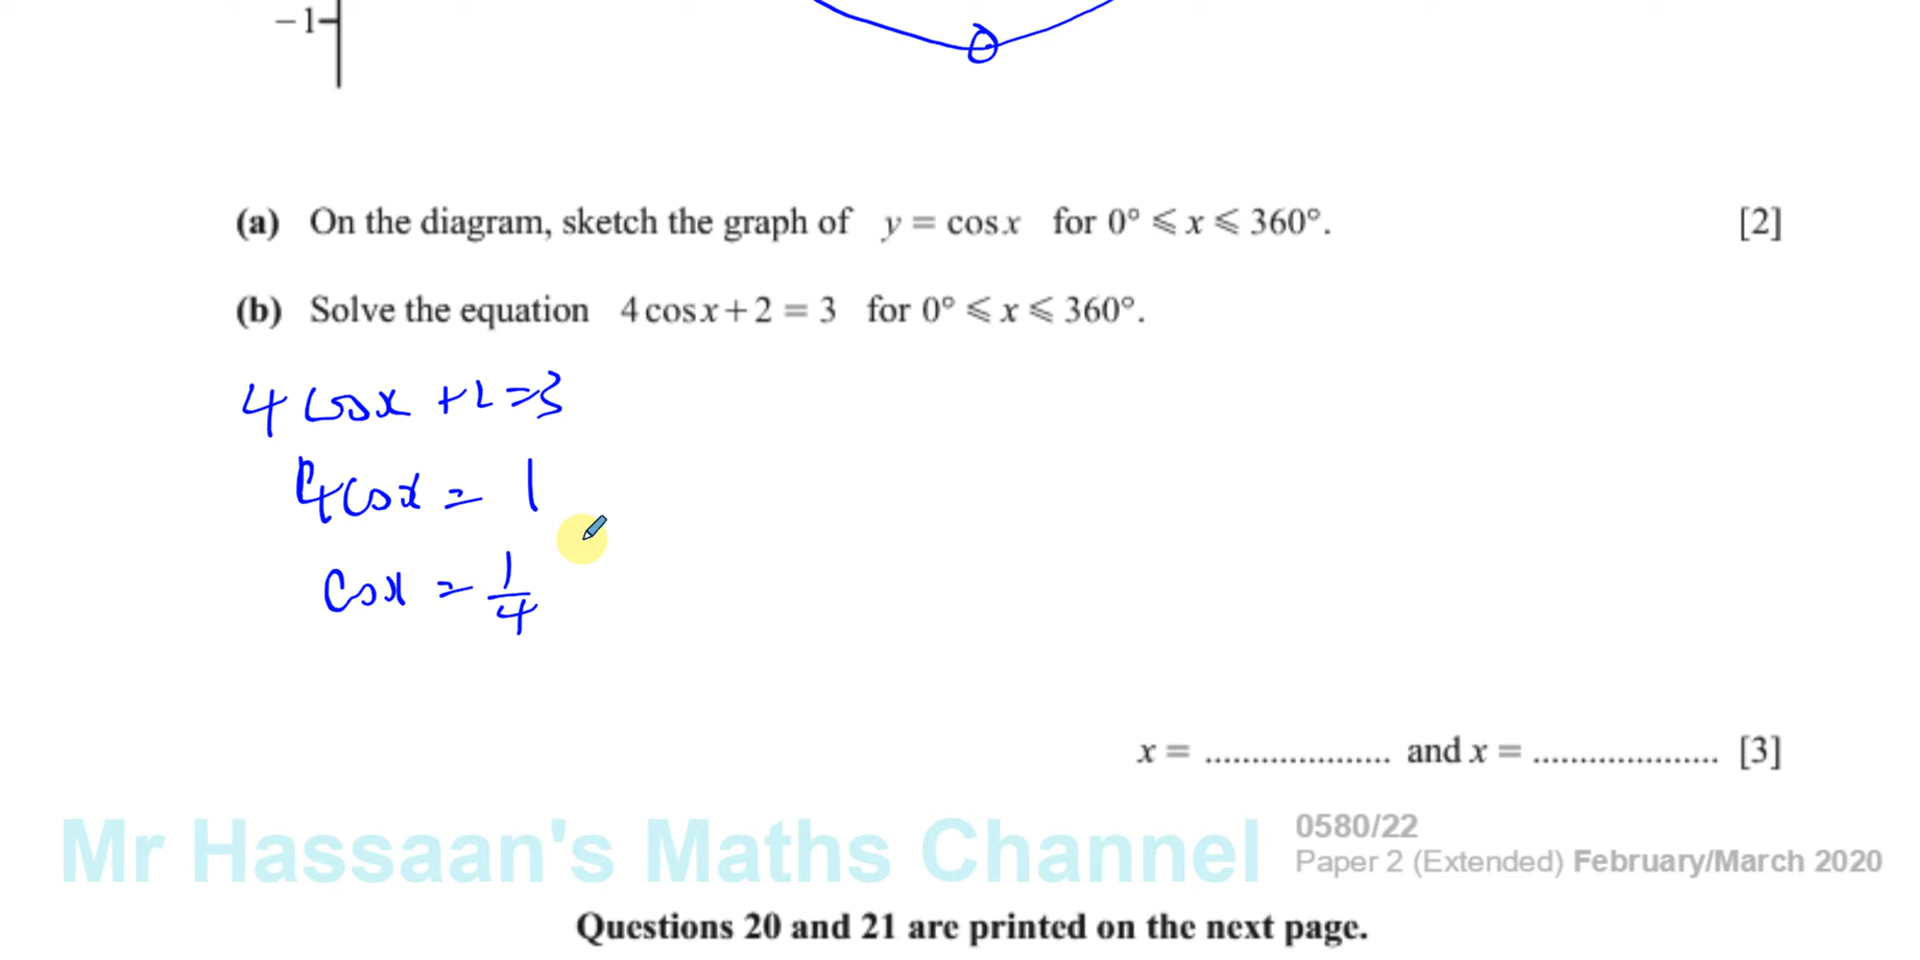 −1
(a) On the diagram, sketch the graph of y = cos x for 0° ⩽ x ⩽ 360°. [2]
(b) Solve the equation 4 cos x + 2 = 3 for 0° ⩽ x ⩽ 360°.
4 cos x + 2 = 3
4 cos x = 1
cos x = 1/4
x = .................... and x = .................... [3]
Mr Hassaan's Maths Channel
0580/22
Paper 2 (Extended) February/March 2020
Questions 20 and 21 are printed on the next page.